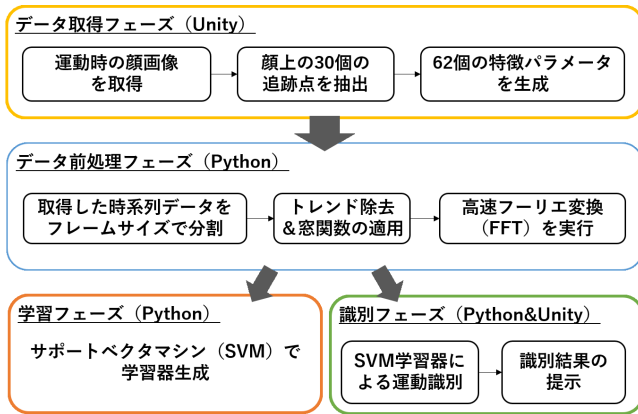 データ取得フェーズ（Unity）
運動時の顔画像
を取得
顔上の30個の
追跡点を抽出
62個の特徴パラメータ
を生成
データ前処理フェーズ（Python）
取得した時系列データを
フレームサイズで分割
トレンド除去
＆窓関数の適用
高速フーリエ変換
（FFT）を実行
学習フェーズ（Python）
サポートベクタマシン（SVM）で
学習器生成
識別フェーズ（Python&Unity）
SVM学習器に
よる運動識別
識別結果の
提示